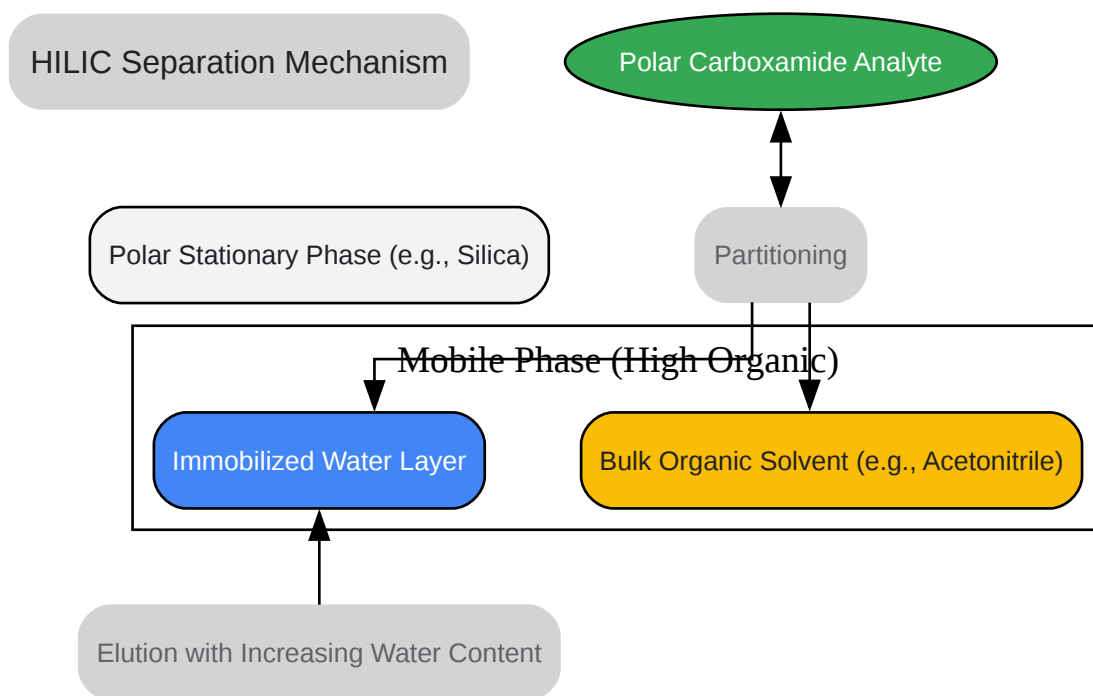 HILIC Separation Mechanism
Polar Carboxamide Analyte
Polar Stationary Phase (e.g., Silica)
Partitioning
Mobile Phase (High Organic)
Immobilized Water Layer
Bulk Organic Solvent (e.g., Acetonitrile)
Elution with Increasing Water Content